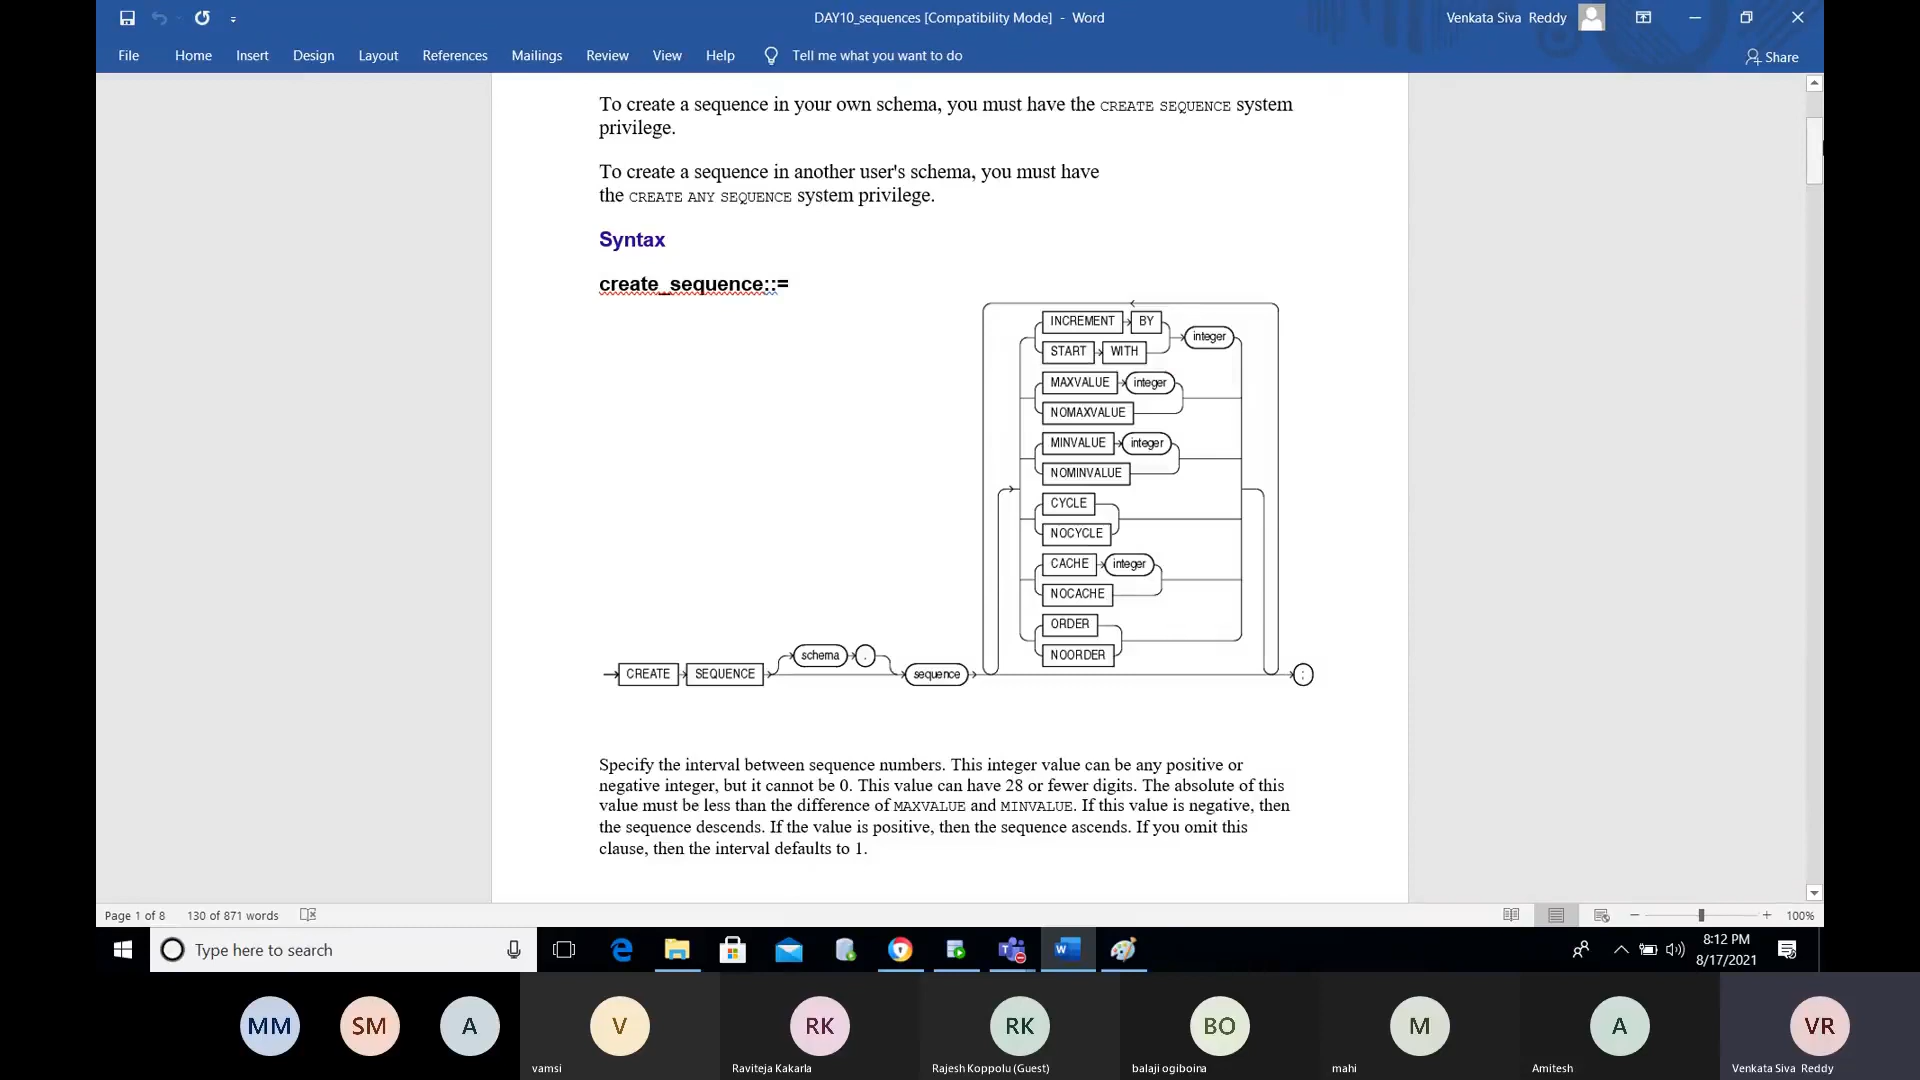 DAY10_sequences [Compatibility Mode] - Word
Venkata Siva Reddy
File Home Insert Design Layout References Mailings Review View Help Tell me what you want to do
Share
To create a sequence in your own schema, you must have the CREATE SEQUENCE system
privilege.
To create a sequence in another user's schema, you must have
the CREATE ANY SEQUENCE system privilege.
Syntax
create_sequence::=
INCREMENT BY
integer
START WITH
MAXVALUE integer
NOMAXVALUE
MINVALUE integer
NOMINVALUE
CYCLE
NOCYCLE
CACHE integer
NOCACHE
ORDER
NOORDER
schema .
CREATE SEQUENCE sequence ;
Specify the interval between sequence numbers. This integer value can be any positive or
negative integer, but it cannot be 0. This value can have 28 or fewer digits. The absolute of this
value must be less than the difference of MAXVALUE and MINVALUE. If this value is negative, then
the sequence descends. If the value is positive, then the sequence ascends. If you omit this
clause, then the interval defaults to 1.
Page 1 of 8 130 of 871 words
100%
Type here to search
8:12 PM
8/17/2021
MM SM A V RK RK BO M A VR
vamsi Raviteja Kakarla Rajesh Koppolu (Guest) balaji ogiboina mahi Amitesh Venkata Siva Reddy